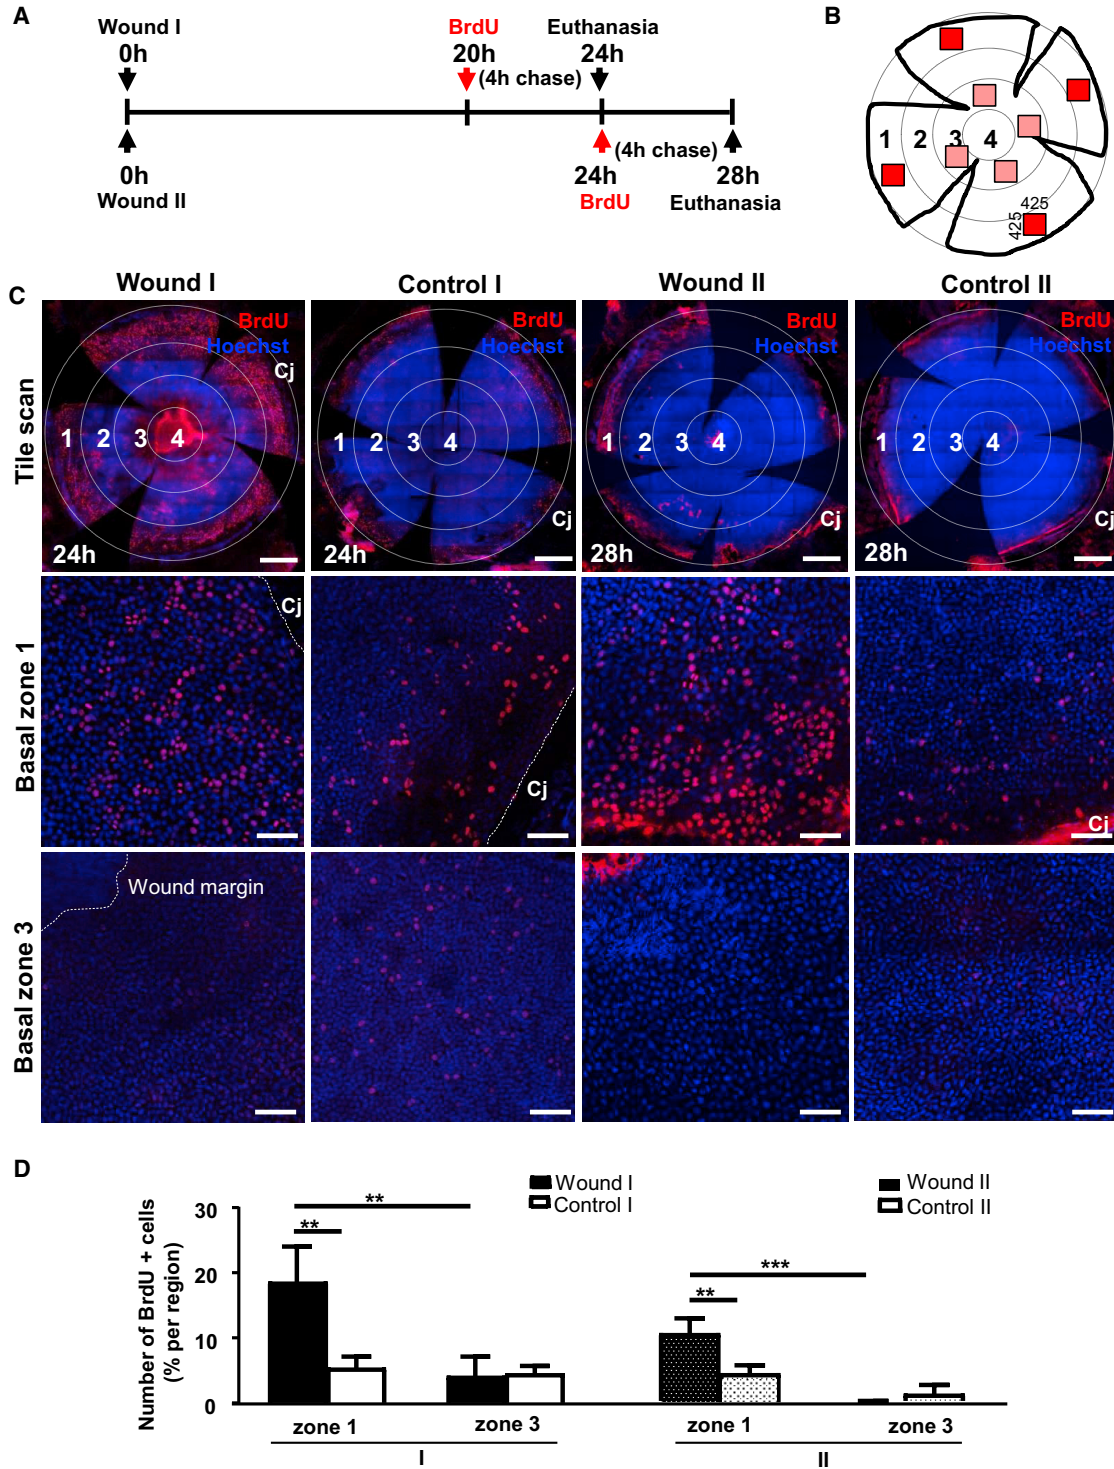 A
Wound I
0h
BrdU
20h
(4h chase)
Euthanasia
24h
0h
Wound II
24h
BrdU
(4h chase)
28h
Euthanasia
B
1 2 3 4
425
425
C
Wound I Control I Wound II Control II
Tile scan
BrdU
Hoechst
Cj
1 2 3 4
24h
BrdU
Hoechst
1 2 3 4
Cj
24h
BrdU
Hoechst
1 2 3 4
Cj
28h
BrdU
Hoechst
1 2 3 4
Cj
28h
Basal zone 1
Cj
Cj
Cj
Basal zone 3
Wound margin
D
Number of BrdU + cells
(% per region)
30
20
10
0
Wound I
Control I
Wound II
Control II
**
**
***
**
zone 1 zone 3 zone 1 zone 3
I II